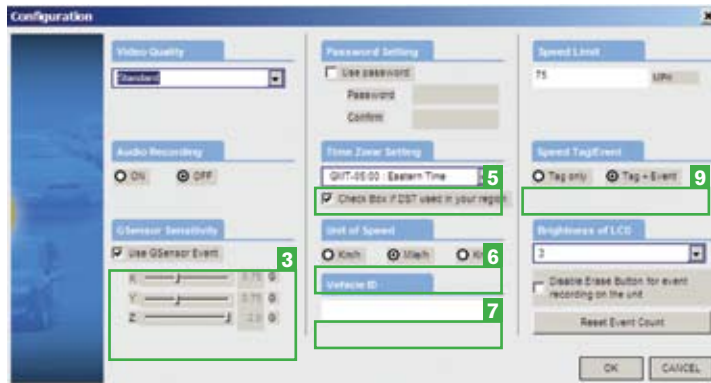 Configuration
Video Quality
Standard
Audio Recording
ON OFF
GSensor Sensitivity
Use GSensor Event
3
X 0.75 G
Y 0.75 G
Z G
Password Setting
Use password
Password
Confirm
Time Zone Setting
GMT-05:00 : Eastern Time
5
Check Box if DST used in your region
Unit of Speed
Km/h Mile/h
6
Vehicle ID
7
Speed Limit
75 MPH
Speed Tag/Event
Tag only Tag + Event
9
Brightness of LCD
3
Disable Erase Button for event
recording on the unit
Reset Event Count
OK CANCEL